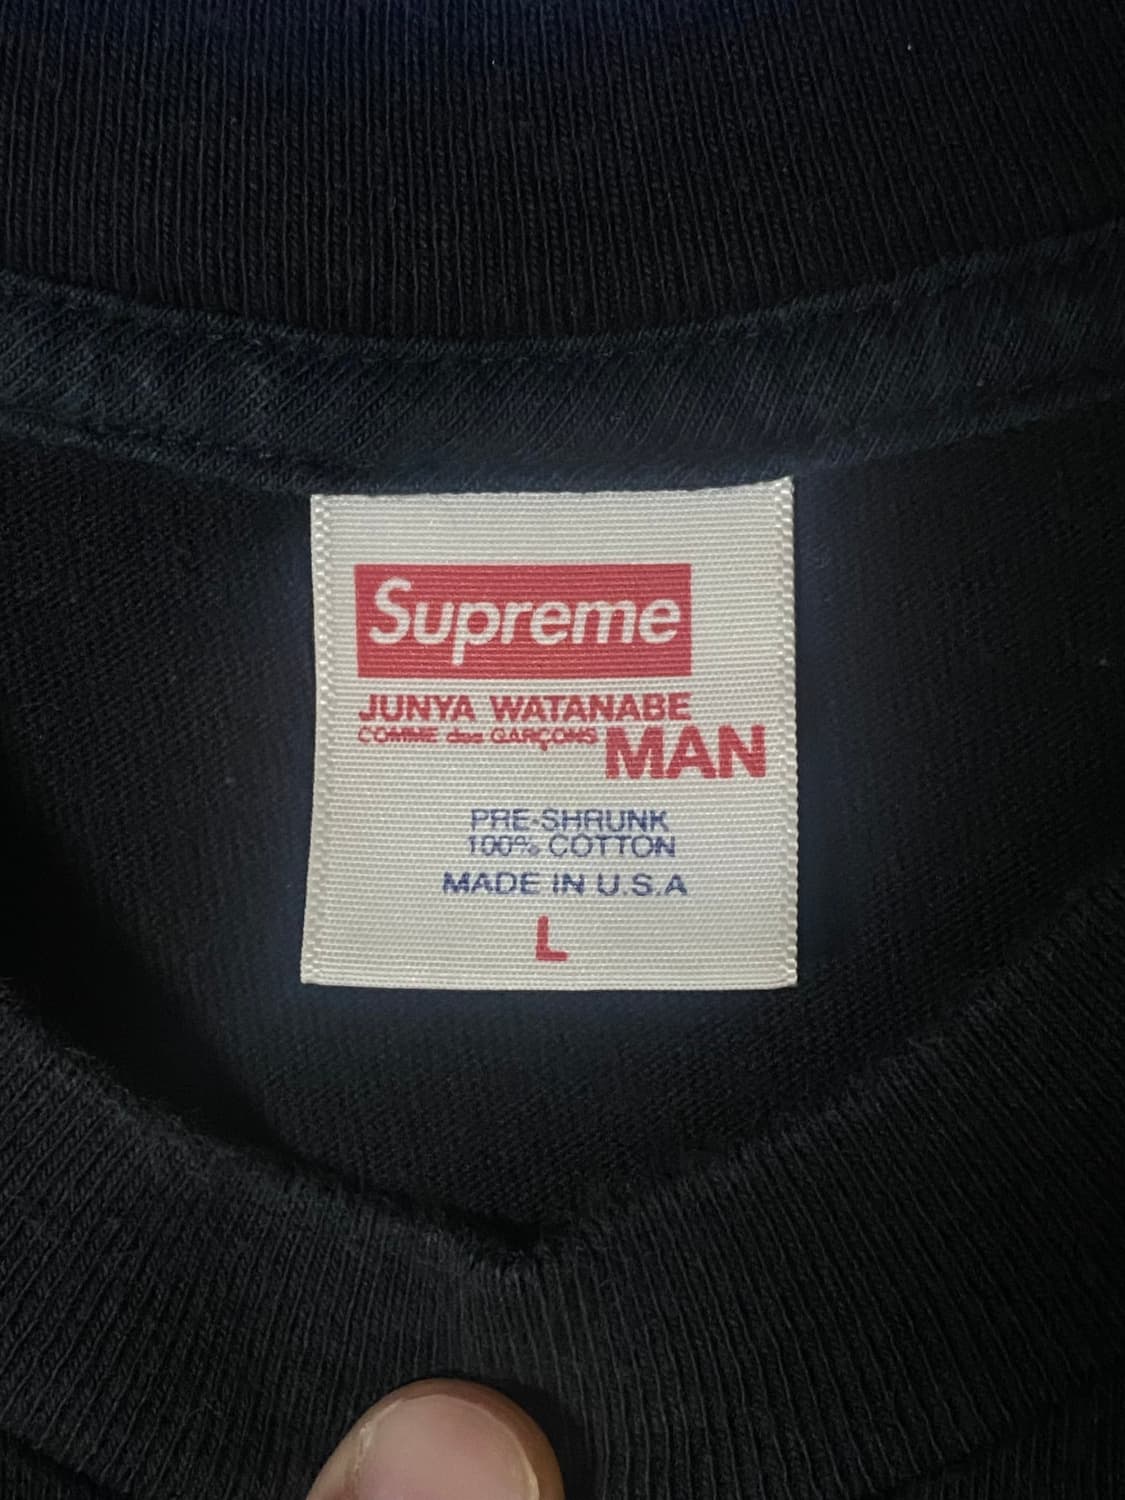 Supreme
JUNYA WATANABE
COMME des GARÇONS MAN
PRE-SHRUNK
100% COTTON
MADE IN U.S.A
L